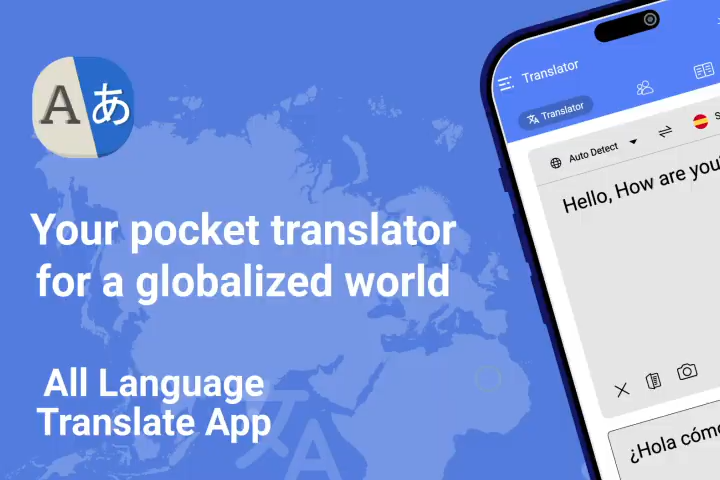 A あ
Your pocket translator
for a globalized world
All Language
Translate App
Translator
Translator
Auto Detect
Hello, How are you?
¿Hola cómo